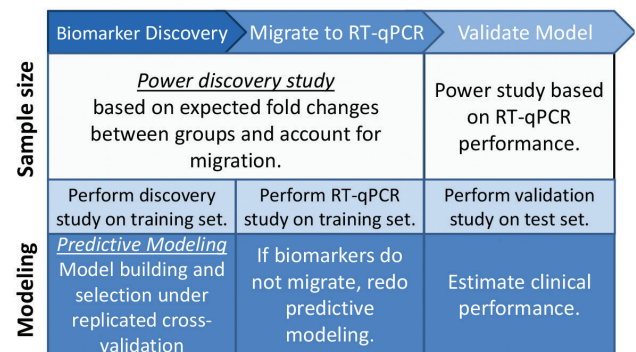 Biomarker Discovery
Migrate to RT-qPCR
Validate Model
Sample size
Power discovery study
based on expected fold changes
between groups and account for
migration.
Power study based
on RT-qPCR
performance.
Perform discovery
study on training set.
Perform RT-qPCR
study on training set.
Perform validation
study on test set.
Modeling
Predictive Modeling
Model building and
selection under
replicated cross-
validation
If biomarkers do
not migrate, redo
predictive
modeling.
Estimate clinical
performance.